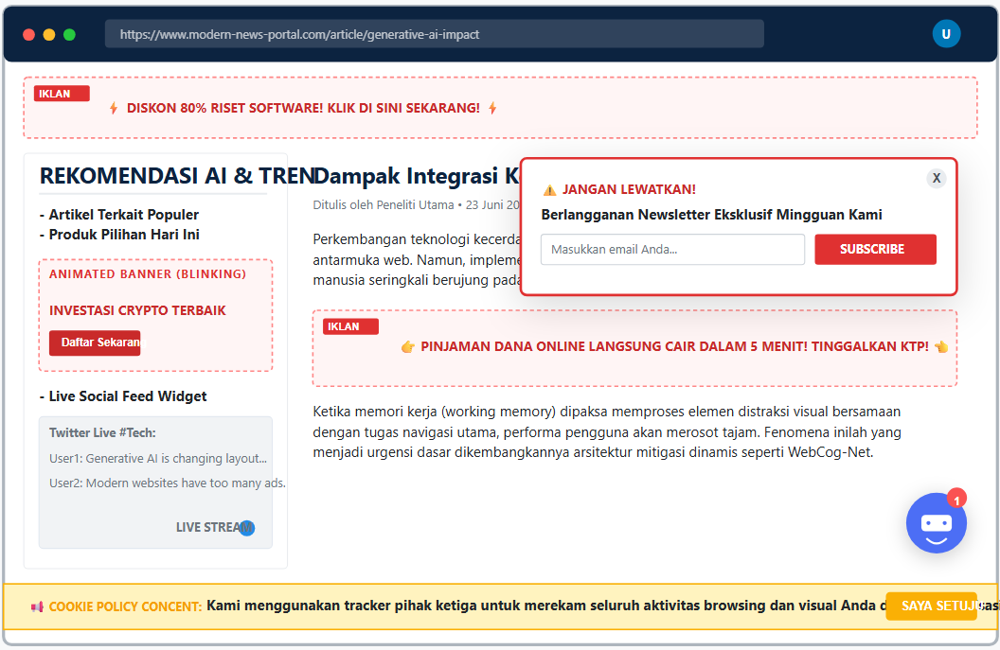 https://www.modern-news-portal.com/article/generative-ai-impact
U
IKLAN
⚡ DISKON 80% RISET SOFTWARE! KLIK DI SINI SEKARANG! ⚡
REKOMENDASI AI & TREN
- Artikel Terkait Populer
- Produk Pilihan Hari Ini
ANIMATED BANNER (BLINKING)
INVESTASI CRYPTO TERBAIK
Daftar Sekarang
- Live Social Feed Widget
Twitter Live #Tech:
User1: Generative AI is changing layout...
User2: Modern websites have too many ads.
LIVE STREAM
Dampak Integrasi
Ditulis oleh Peneliti Utama • 23 Juni 20
Perkembangan teknologi kecerda
antarmuka web. Namun, impleme
manusia seringkali berujung pada
X
⚠️ JANGAN LEWATKAN!
Berlangganan Newsletter Eksklusif Mingguan Kami
Masukkan email Anda...
SUBSCRIBE
IKLAN
👉 PINJAMAN DANA ONLINE LANGSUNG CAIR DALAM 5 MENIT! TINGGALKAN KTP! 👈
Ketika memori kerja (working memory) dipaksa memproses elemen distraksi visual bersamaan
dengan tugas navigasi utama, performa pengguna akan merosot tajam. Fenomena inilah yang
menjadi urgensi dasar dikembangkannya arsitektur mitigasi dinamis seperti WebCog-Net.
1
📢 COOKIE POLICY CONCENT: Kami menggunakan tracker pihak ketiga untuk merekam seluruh aktivitas browsing dan visual Anda
SAYA SETUJU